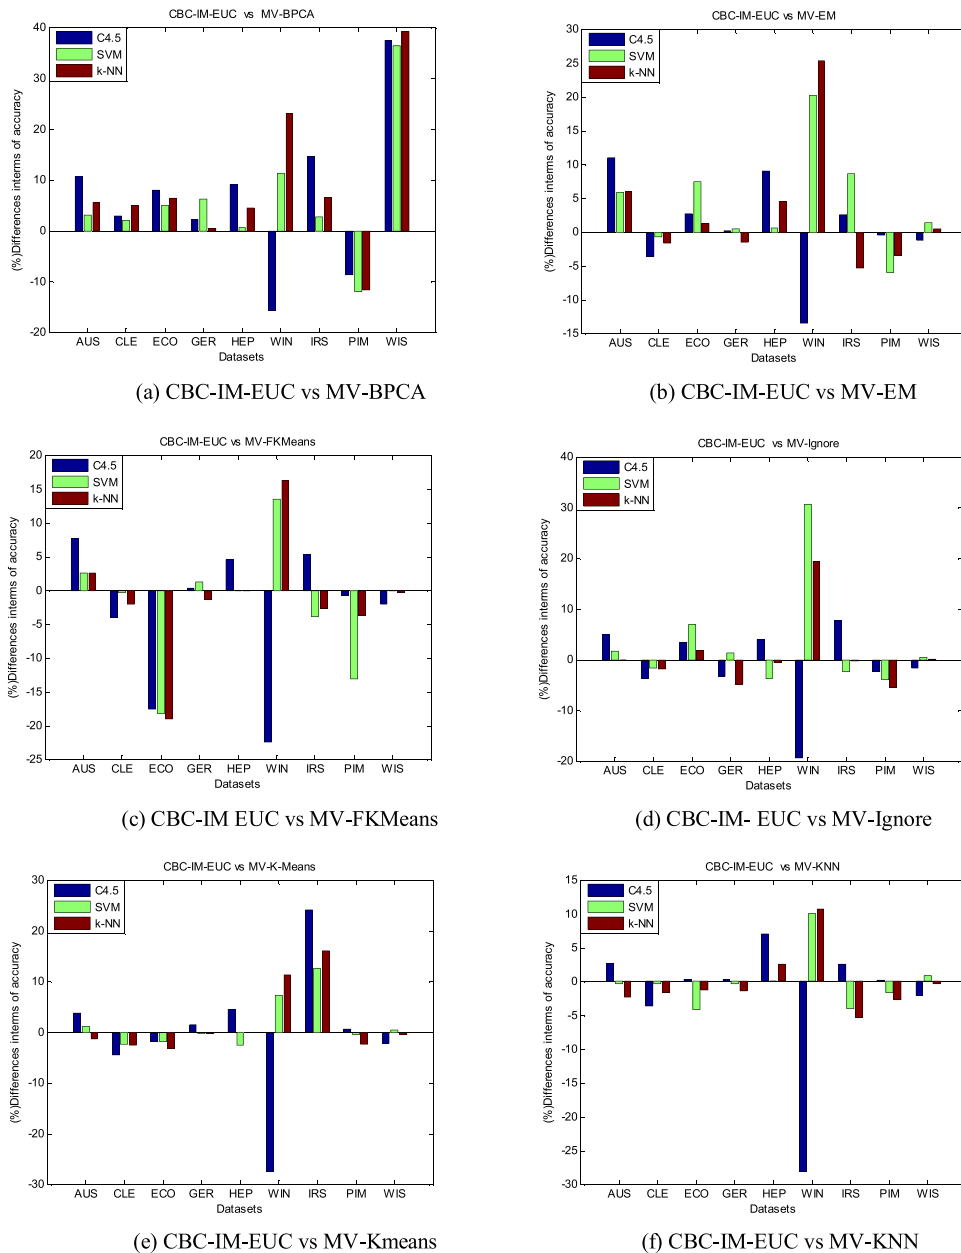 CBC-IM-EUC vs MV-BPCA
(%)Differences interms of accuracy
40
30
20
10
0
-10
-20
C4.5
SVM
k-NN
AUS CLE ECO GER HEP WIN IRS PIM WIS
Datasets
(a) CBC-IM-EUC vs MV-BPCA
CBC-IM-EUC vs MV-EM
(%)Differences interms of accuracy
30
25
20
15
10
5
0
-5
-10
-15
C4.5
SVM
k-NN
AUS CLE ECO GER HEP WIN IRS PIM WIS
Datasets
(b) CBC-IM-EUC vs MV-EM
CBC-IM-EUC vs MV-FKMeans
(%)Differences interms of accuracy
20
15
10
5
0
-5
-10
-15
-20
-25
C4.5
SVM
k-NN
AUS CLE ECO GER HEP WIN IRS PIM WIS
Datasets
(c) CBC-IM EUC vs MV-FKMeans
CBC-IM-EUC vs MV-Ignore
(%)Differences interms of accuracy
40
30
20
10
0
-10
-20
C4.5
SVM
k-NN
AUS CLE ECO GER HEP WIN IRS PIM WIS
Datasets
(d) CBC-IM- EUC vs MV-Ignore
CBC-IM-EUC vs MV-K-Means
(%)Differences interms of accuracy
30
20
10
0
-10
-20
-30
C4.5
SVM
k-NN
AUS CLE ECO GER HEP WIN IRS PIM WIS
Datasets
(e) CBC-IM-EUC vs MV-Kmeans
CBC-IM-EUC vs MV-KNN
(%)Differences interms of accuracy
15
10
5
0
-5
-10
-15
-20
-25
-30
C4.5
SVM
k-NN
AUS CLE ECO GER HEP WIN IRS PIM WIS
Datasets
(f) CBC-IM-EUC vs MV-KNN